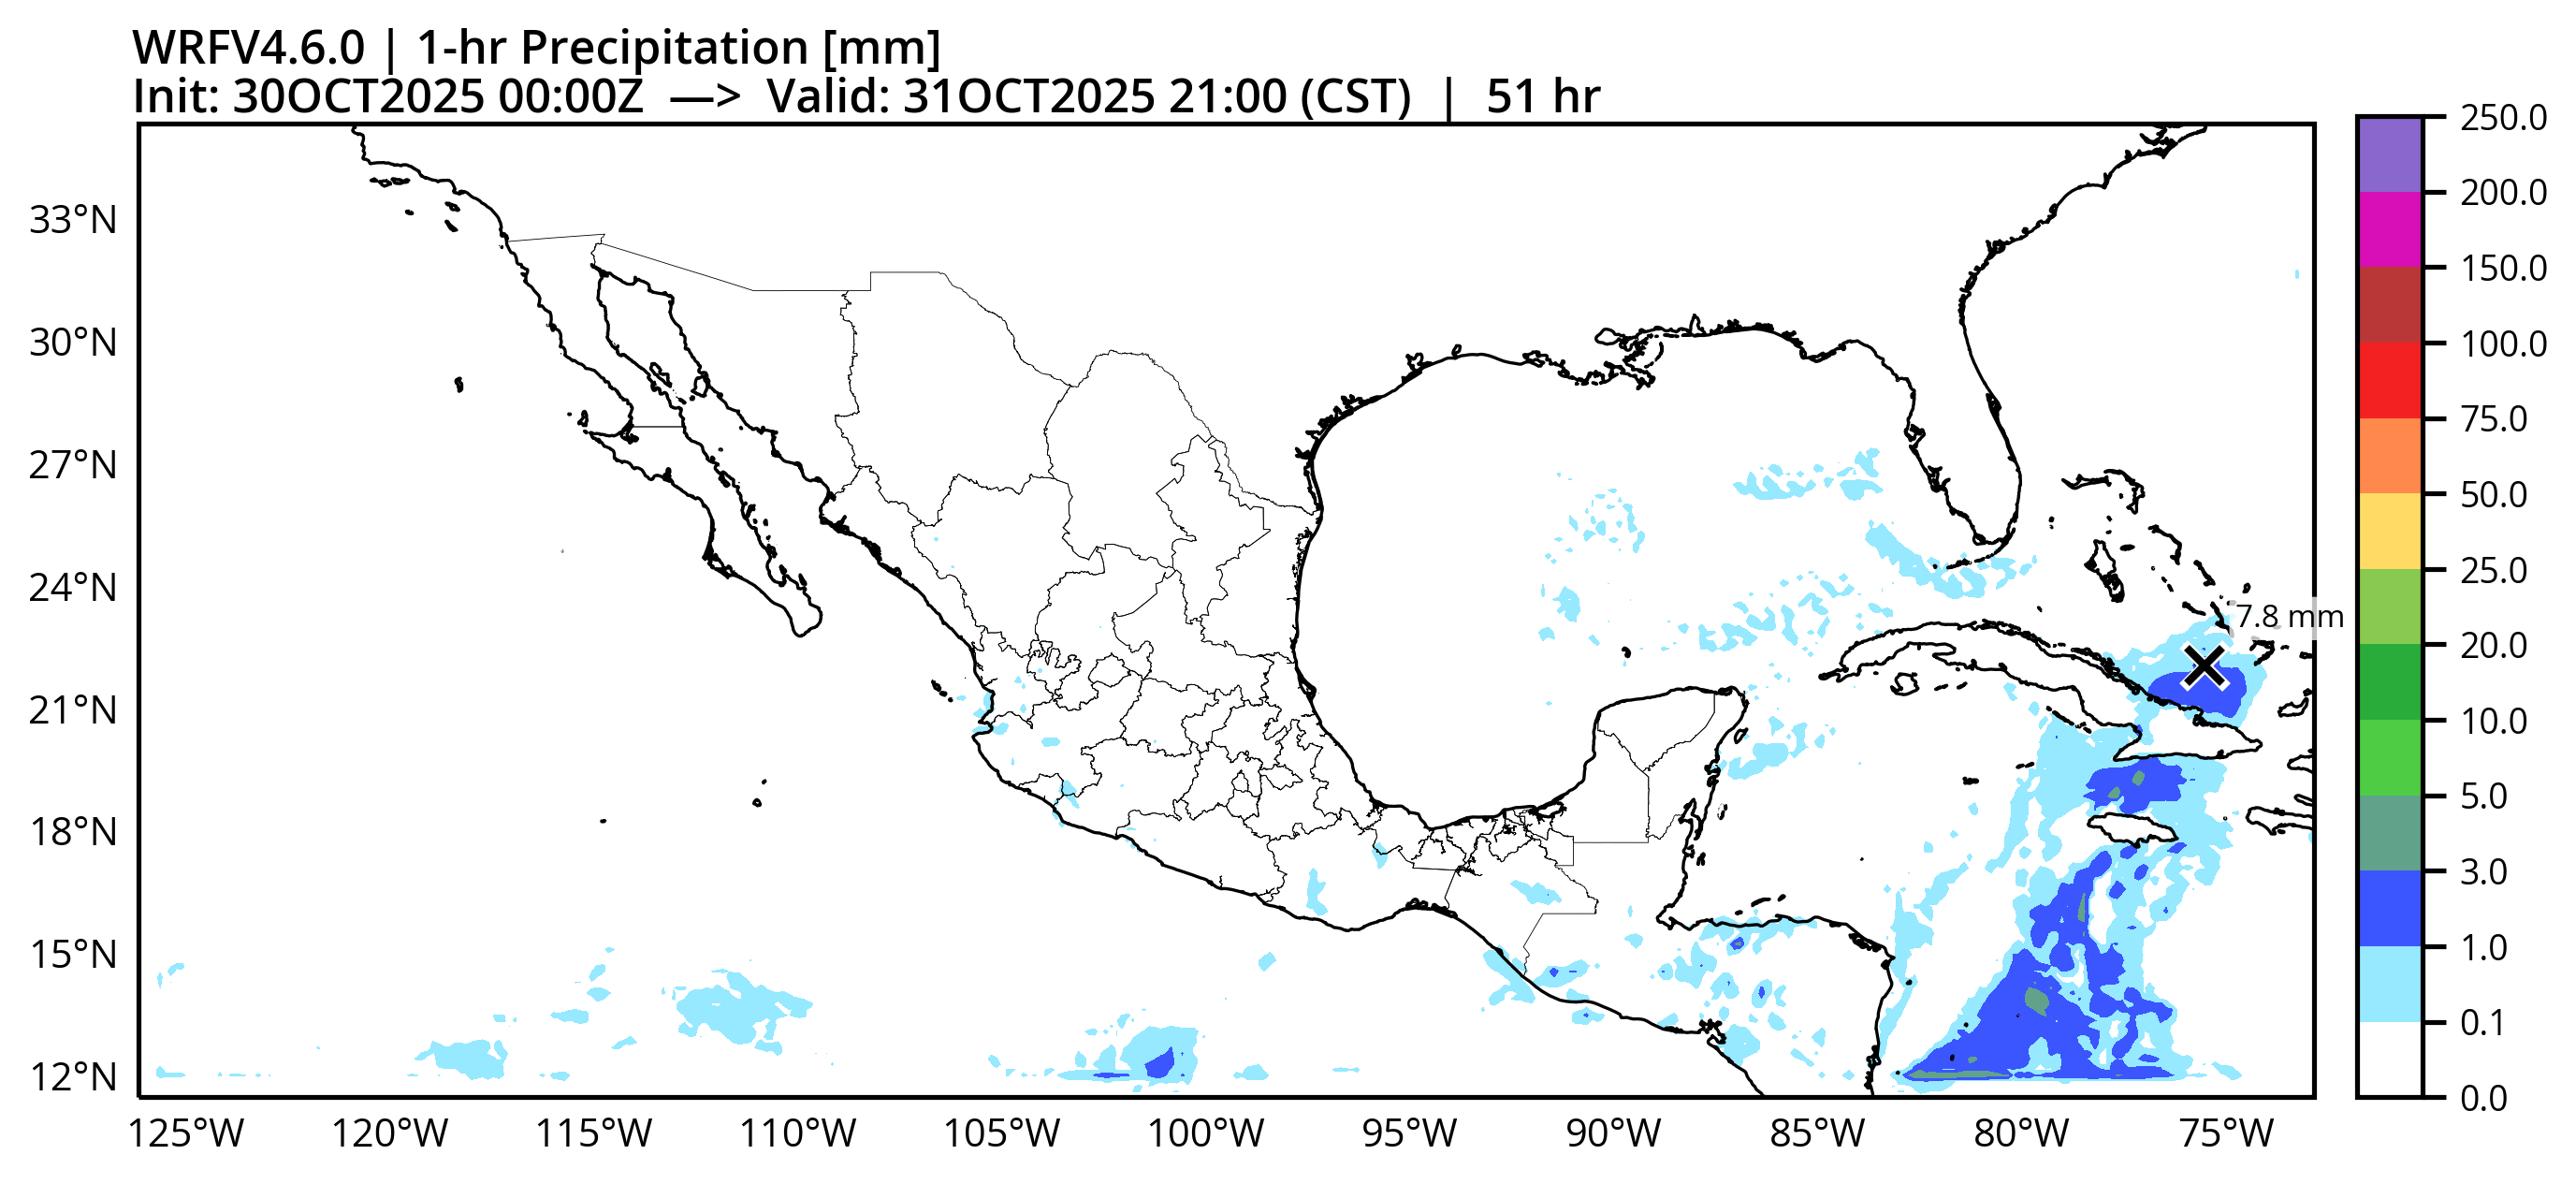 WRFV4.6.0 | 1-hr Precipitation [mm]
Init: 30OCT2025 00:00Z —> Valid: 31OCT2025 21:00 (CST) | 51 hr
33°N
30°N
27°N
24°N
21°N
18°N
15°N
12°N
125°W
120°W
115°W
110°W
105°W
100°W
95°W
90°W
85°W
80°W
75°W
7.8 mm
250.0
200.0
150.0
100.0
75.0
50.0
25.0
20.0
10.0
5.0
3.0
1.0
0.1
0.0